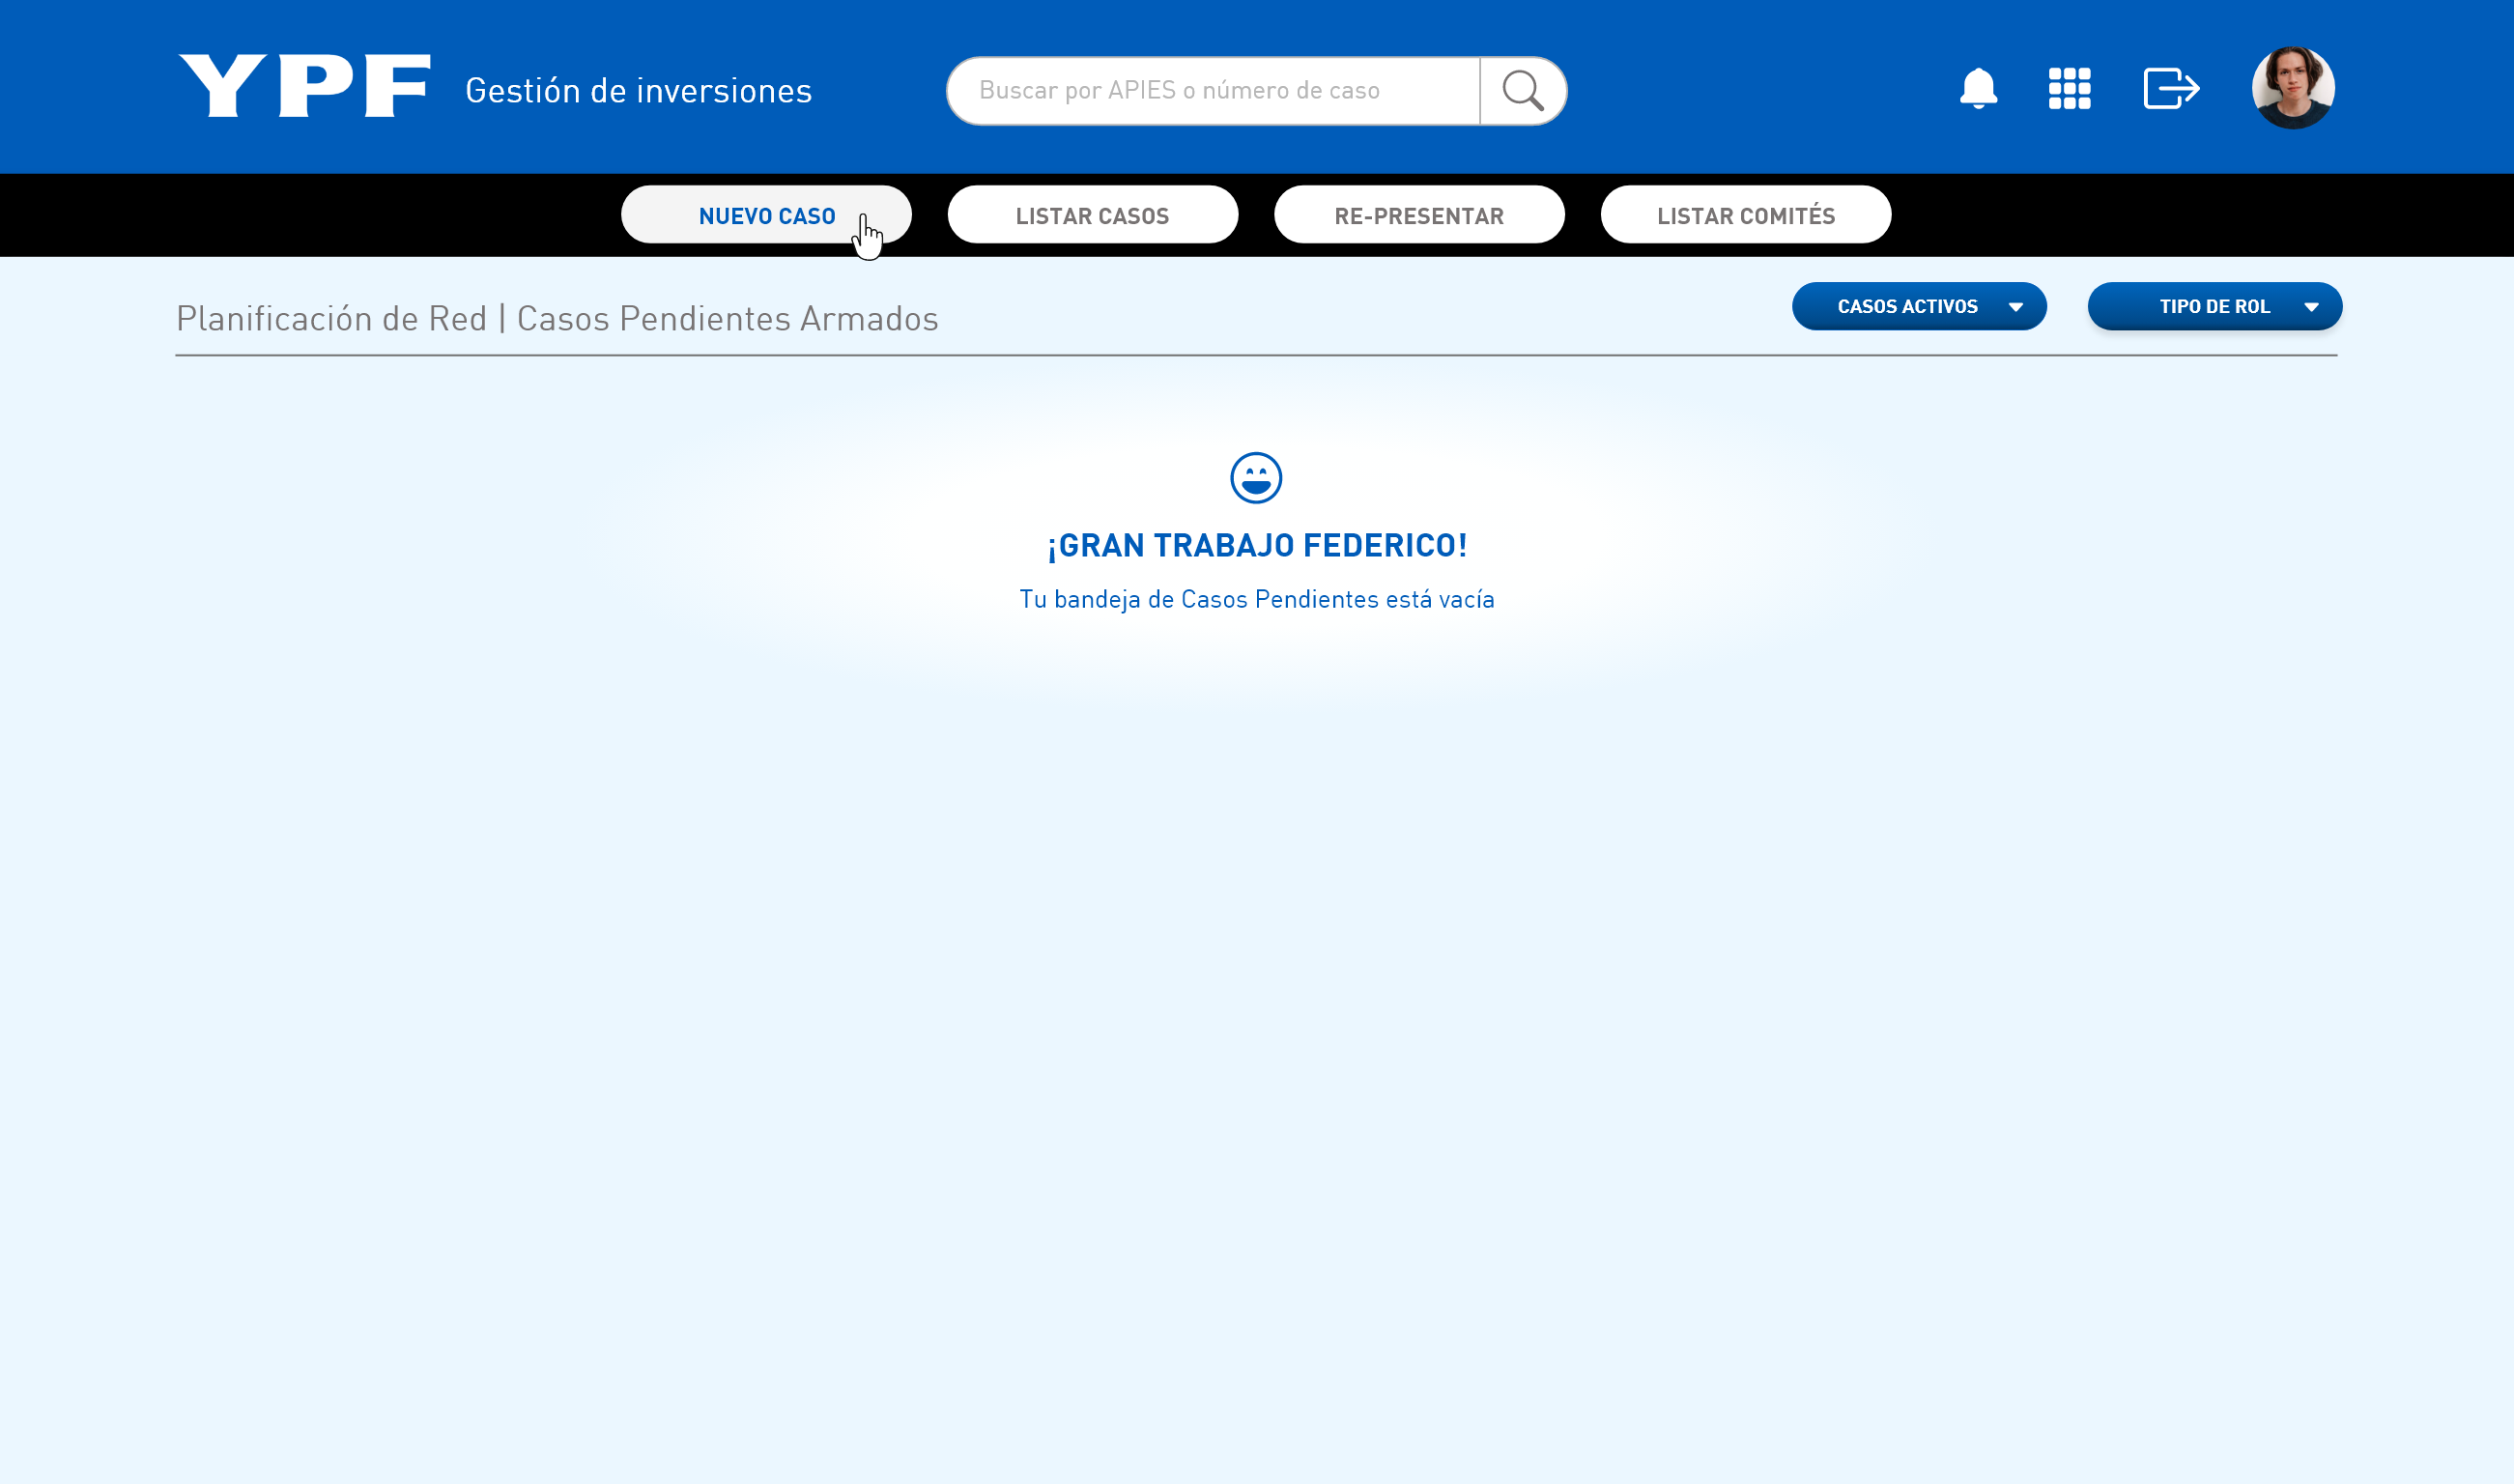 YPF Gestión de inversiones
Buscar por APIES o número de caso
NUEVO CASO
LISTAR CASOS
RE-PRESENTAR
LISTAR COMITÉS
Planificación de Red | Casos Pendientes Armados
CASOS ACTIVOS
TIPO DE ROL
¡GRAN TRABAJO FEDERICO!
Tu bandeja de Casos Pendientes está vacía